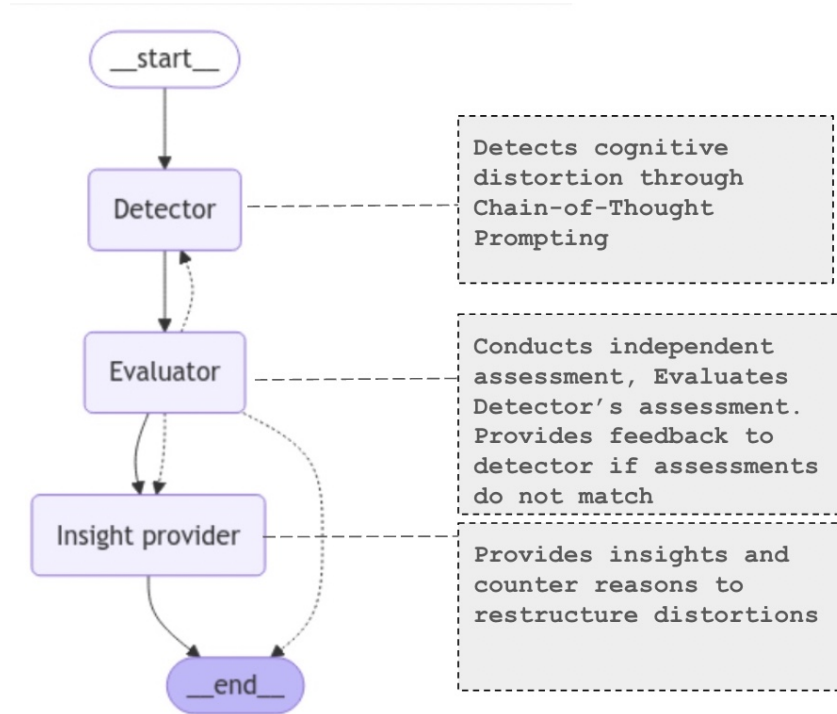 __start__
Detector
Detects cognitive
distortion through
Chain-of-Thought
Prompting
Evaluator
Conducts independent
assessment, Evaluates
Detector’s assessment.
Provides feedback to
detector if assessments
do not match
Insight provider
Provides insights and
counter reasons to
restructure distortions
__end__